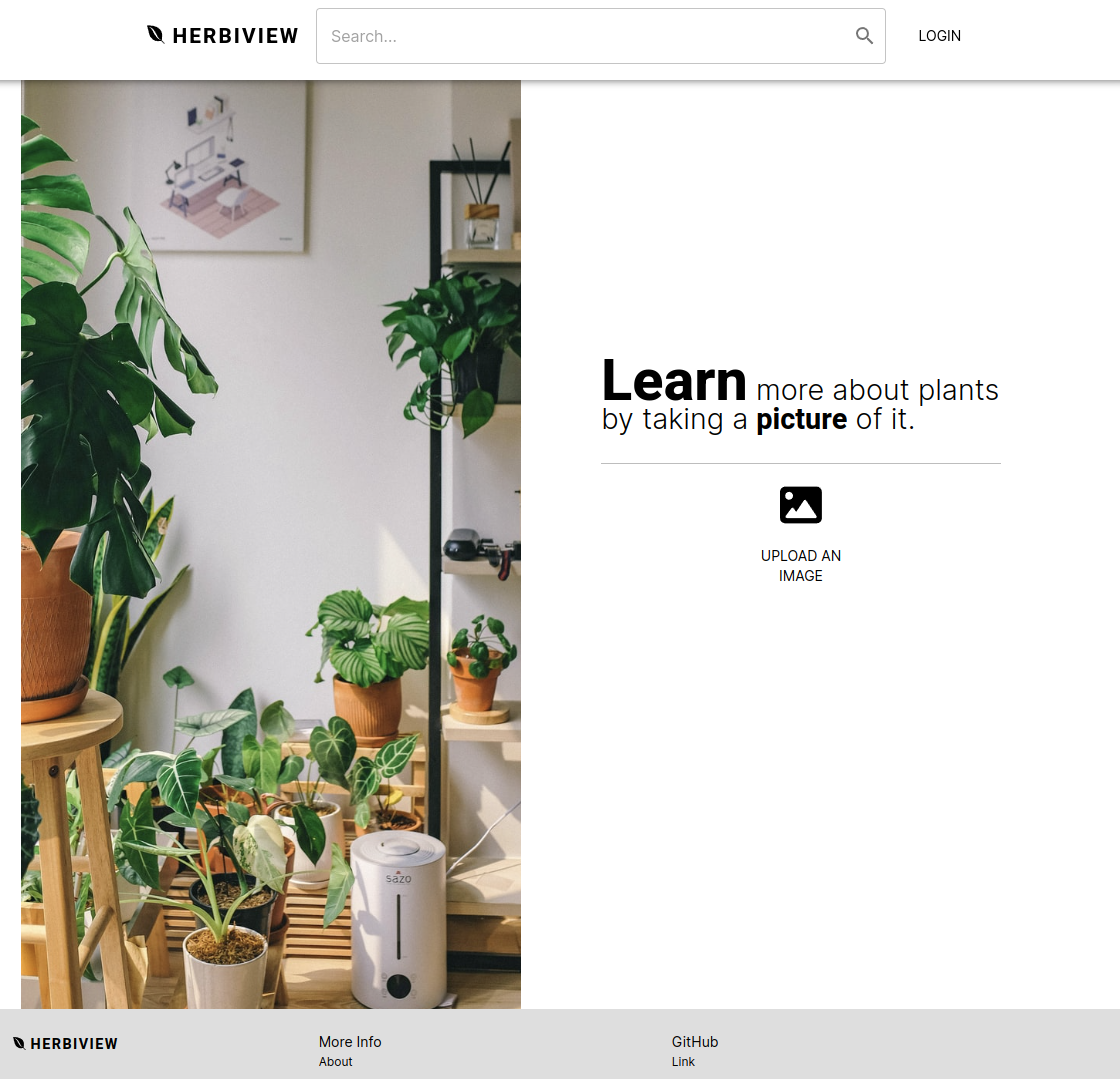 HERBIVIEW
Search...
LOGIN
Learn more about plants
by taking a picture of it.
UPLOAD AN
IMAGE
sazo
HERBIVIEW
More Info
GitHub
About
Link